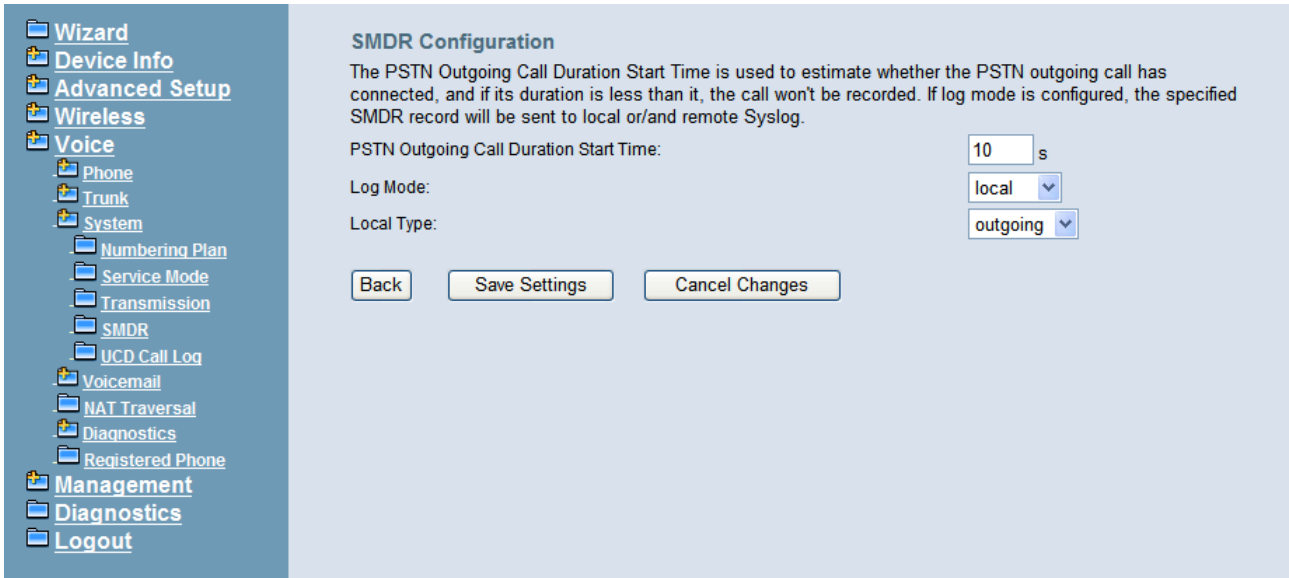 Wizard
Device Info
Advanced Setup
Wireless
Voice
Phone
Trunk
System
Numbering Plan
Service Mode
Transmission
SMDR
UCD Call Log
Voicemail
NAT Traversal
Diagnostics
Registered Phone
Management
Diagnostics
Logout
SMDR Configuration
The PSTN Outgoing Call Duration Start Time is used to estimate whether the PSTN outgoing call has
connected, and if its duration is less than it, the call won't be recorded. If log mode is configured, the specified
SMDR record will be sent to local or/and remote Syslog.
PSTN Outgoing Call Duration Start Time: 10 s
Log Mode: local
Local Type: outgoing
Back Save Settings Cancel Changes